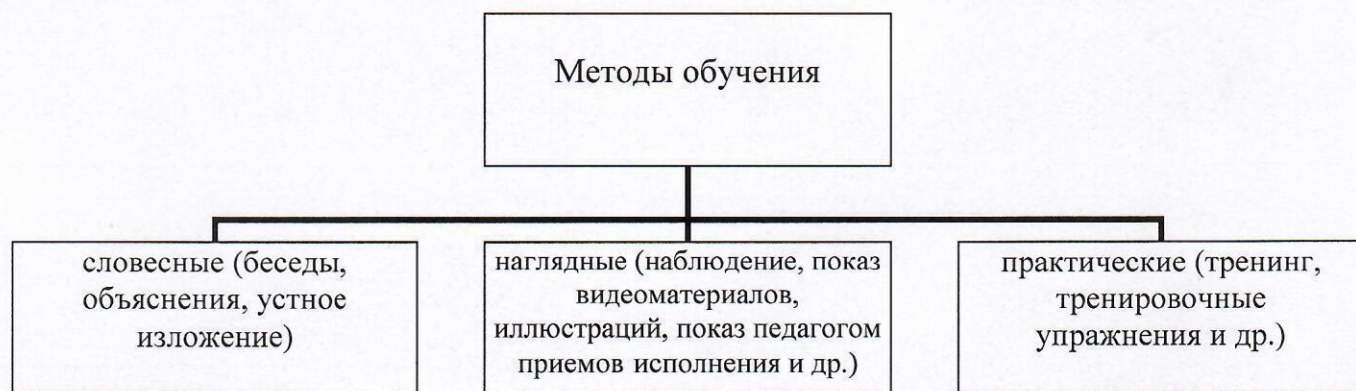 Методы обучения
словесные (беседы,
объяснения, устное
изложение)
наглядные (наблюдение, показ
видеоматериалов,
иллюстраций, показ педагогом
приемов исполнения и др.)
практические (тренинг,
тренировочные
упражнения и др.)